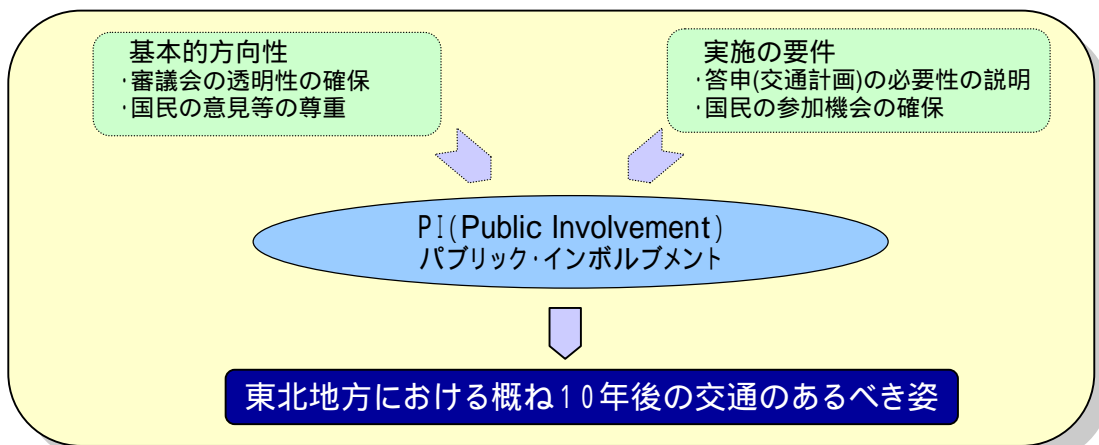 基本的方向性
・審議会の透明性の確保
・国民の意見等の尊重
実施の要件
・答申(交通計画)の必要性の説明
・国民の参加機会の確保
PI(Public Involvement)
パブリック・インボルブメント
東北地方における概ね10年後の交通のあるべき姿